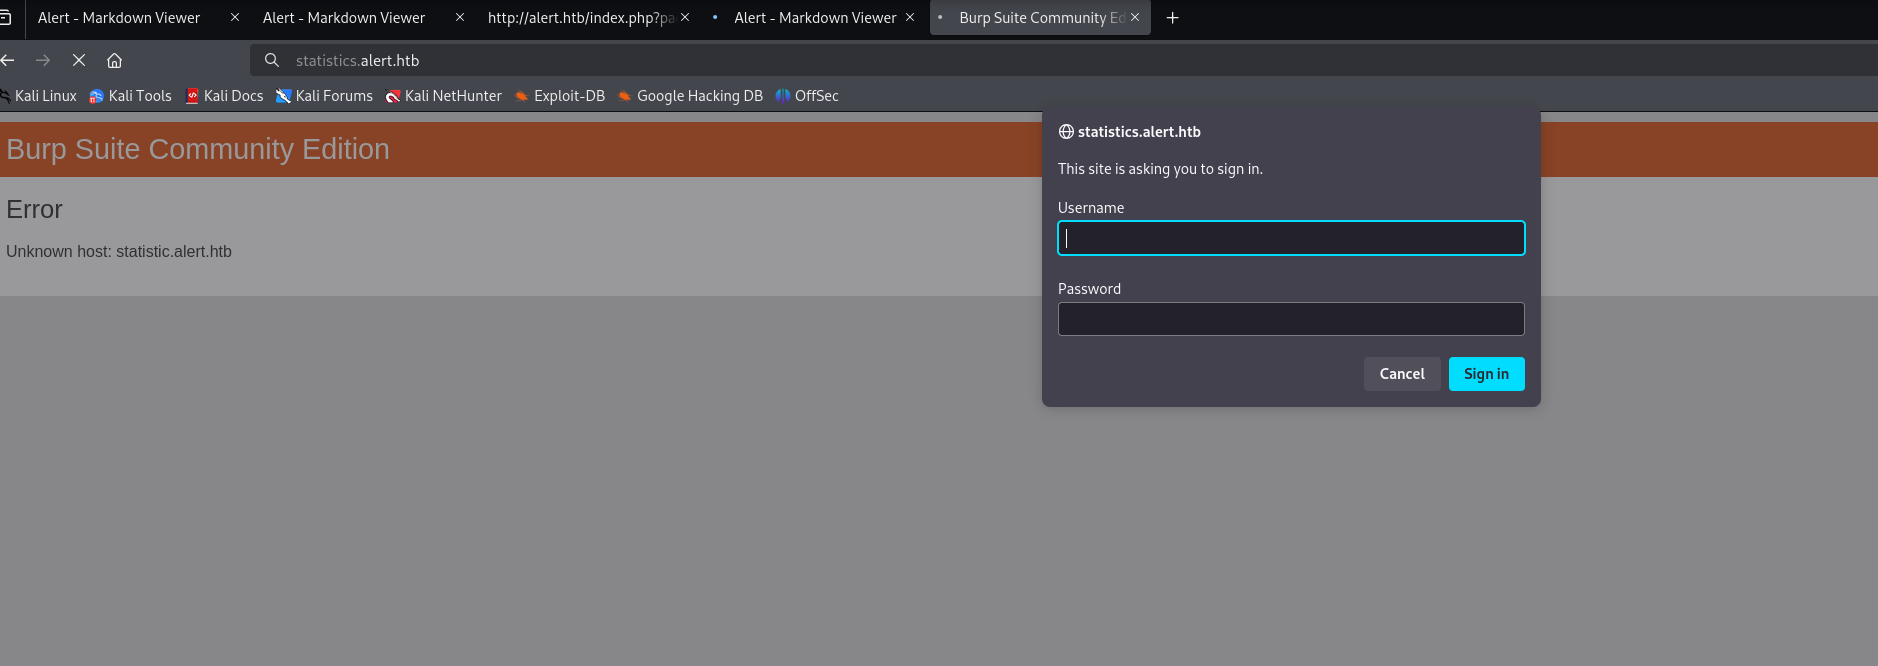 Alert - Markdown Viewer Alert - Markdown Viewer http://alert.htb/index.php?pa Alert - Markdown Viewer Burp Suite Community Ed
statistics.alert.htb
Kali Linux Kali Tools Kali Docs Kali Forums Kali NetHunter Exploit-DB Google Hacking DB OffSec
Burp Suite Community Edition
Error
Unknown host: statistic.alert.htb
statistics.alert.htb
This site is asking you to sign in.
Username
Password
Cancel Sign in